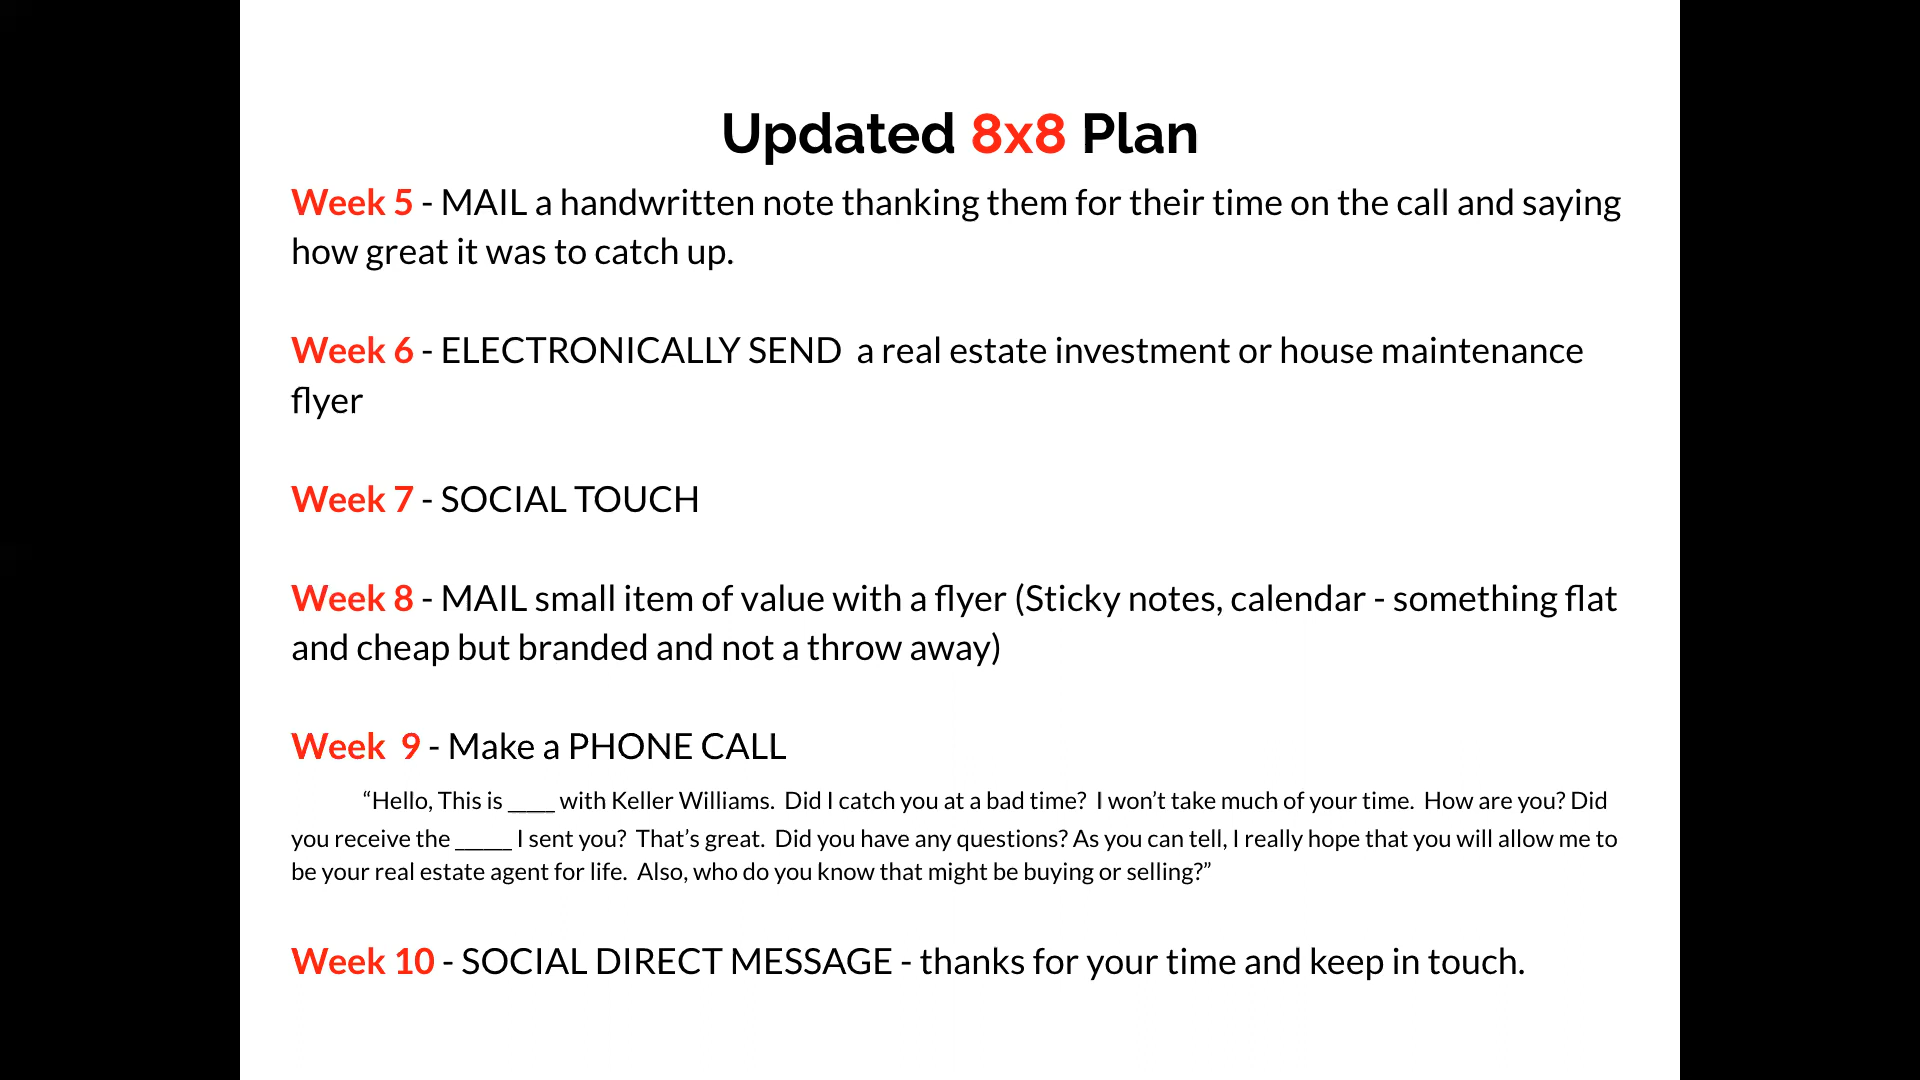 Updated 8x8 Plan
Week 5 - MAIL a handwritten note thanking them for their time on the call and saying
how great it was to catch up.
Week 6 - ELECTRONICALLY SEND  a real estate investment or house maintenance
flyer
Week 7 - SOCIAL TOUCH
Week 8 - MAIL small item of value with a flyer (Sticky notes, calendar - something flat
and cheap but branded and not a throw away)
Week  9 - Make a PHONE CALL
“Hello, This is ____ with Keller Williams.  Did I catch you at a bad time?  I won’t take much of your time.  How are you? Did
you receive the _____ I sent you?  That’s great.  Did you have any questions? As you can tell, I really hope that you will allow me to
be your real estate agent for life.  Also, who do you know that might be buying or selling?”
Week 10 - SOCIAL DIRECT MESSAGE - thanks for your time and keep in touch.